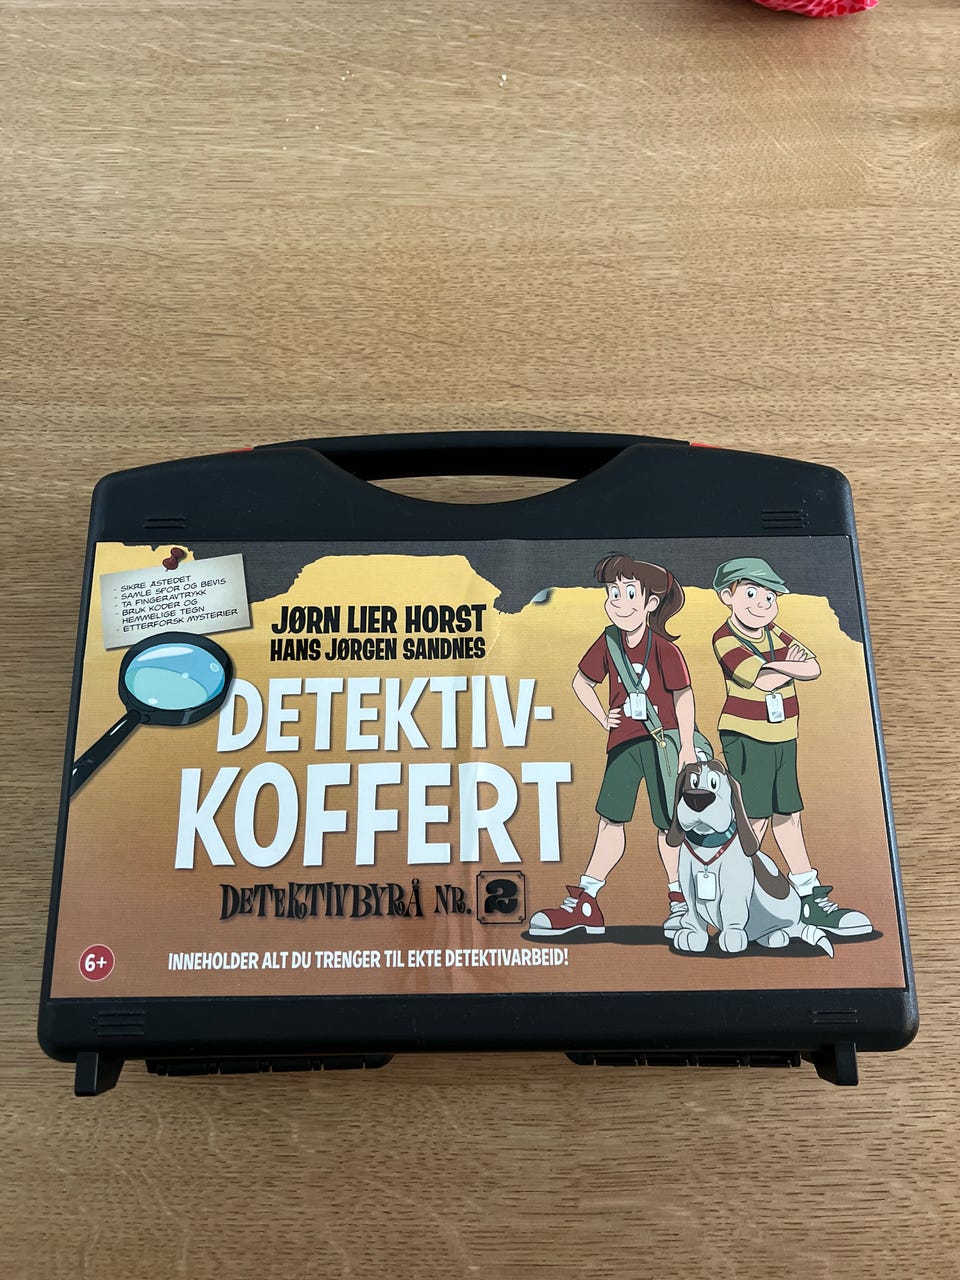 - SIKRE ÅSTEDET
- SAMLE SPOR OG BEVIS
- TA FINGERAVTRYKK
- BRUK KODER OG
HEMMELIGE TEGN
- ETTERFORSK MYSTERIER
JØRN LIER HORST
HANS JØRGEN SANDNES
DETEKTIV-
KOFFERT
DETEKTIVBYRÅ NR. 2
6+
INNEHOLDER ALT DU TRENGER TIL EKTE DETEKTIVARBEID!